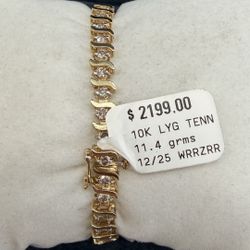 $ 2199.00
10K LYG TENN
11.4 grms
12/25 WRRZRR